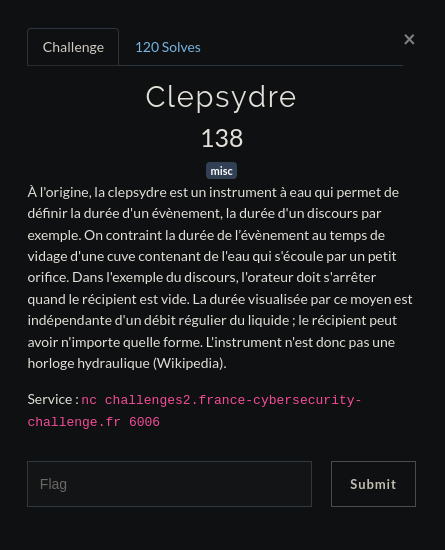 Challenge
120 Solves
×
Clepsydre
138
misc
À l'origine, la clepsydre est un instrument à eau qui permet de
définir la durée d'un évènement, la durée d'un discours par
exemple. On contraint la durée de l’évènement au temps de
vidage d'une cuve contenant de l'eau qui s'écoule par un petit
orifice. Dans l'exemple du discours, l'orateur doit s'arrêter
quand le récipient est vide. La durée visualisée par ce moyen est
indépendante d'un débit régulier du liquide ; le récipient peut
avoir n'importe quelle forme. L'instrument n'est donc pas une
horloge hydraulique (Wikipedia).
Service : nc challenges2.france-cybersecurity-
challenge.fr 6006
Flag
Submit